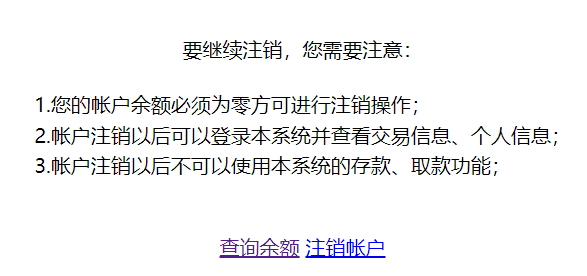 要继续注销，您需要注意：
1.您的帐户余额必须为零方可进行注销操作；
2.帐户注销以后可以登录本系统并查看交易信息、个人信息；
3.帐户注销以后不可以使用本系统的存款、取款功能；
查询余额 注销帐户